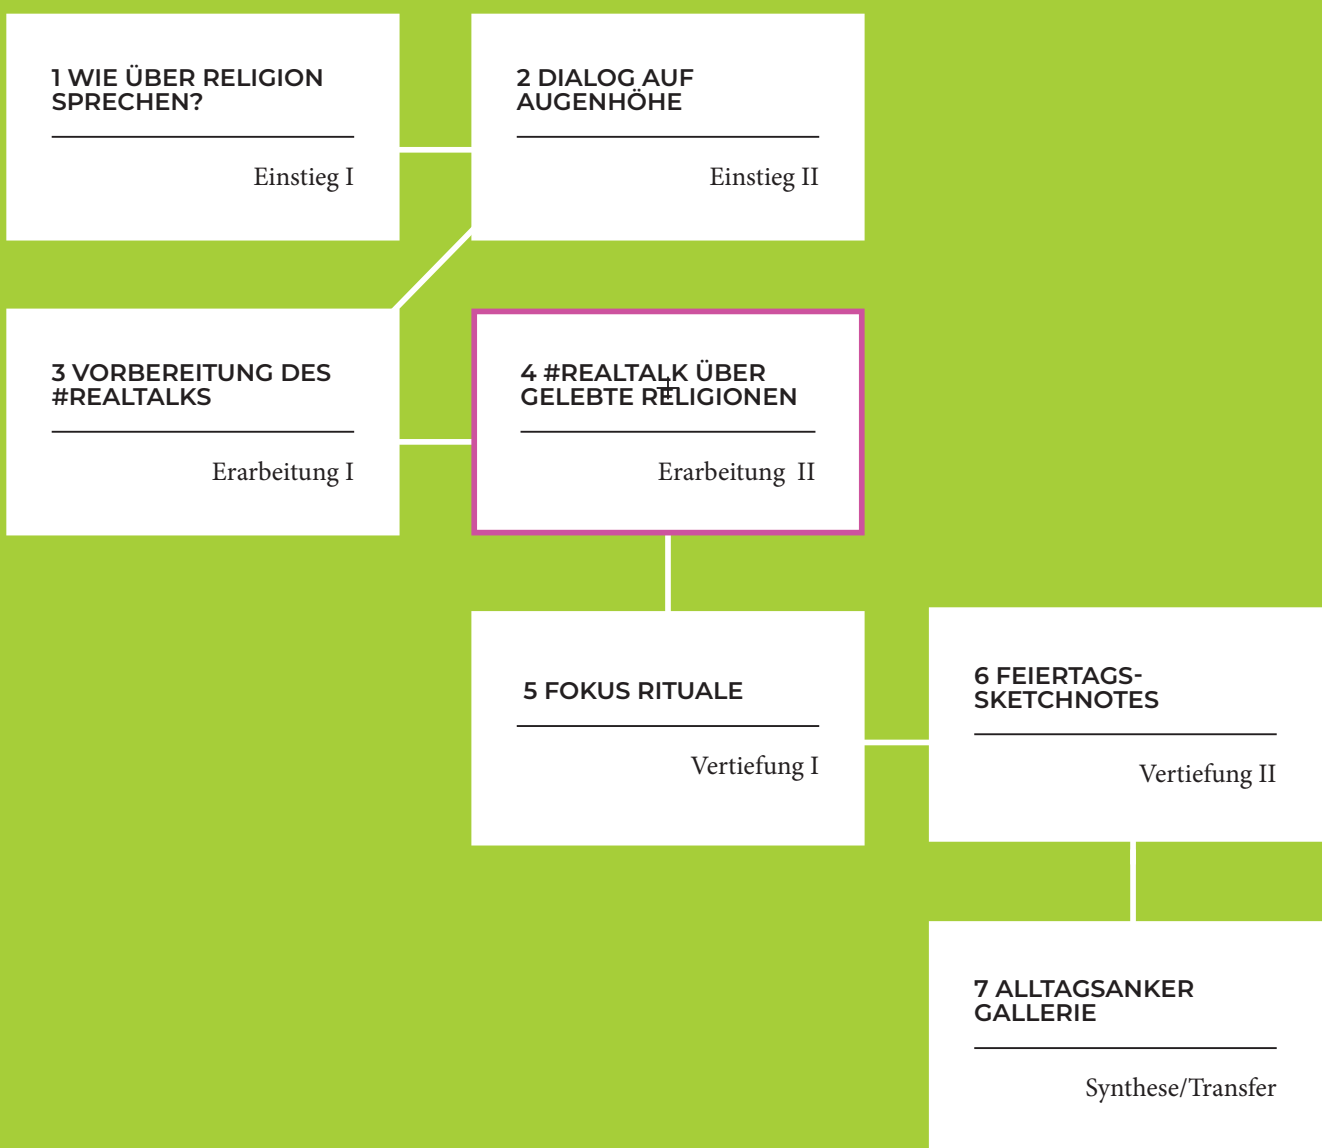 1 WIE ÜBER RELIGION
SPRECHEN?
Einstieg I
2 DIALOG AUF
AUGENHÖHE
Einstieg II
3 VORBEREITUNG DES
#REALTALKS
Erarbeitung I
4 #REALTALK ÜBER
GELEBTE RELIGIONEN
Erarbeitung II
5 FOKUS RITUALE
Vertiefung I
6 FEIERTAGS-
SKETCHNOTES
Vertiefung II
7 ALLTAGSANKER
GALLERIE
Synthese/Transfer